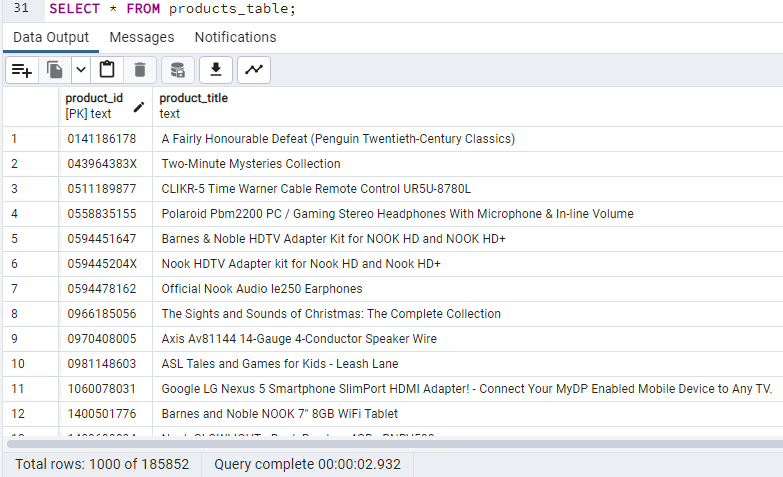 31 SELECT * FROM products_table;
Data Output Messages Notifications
product_id product_title
[PK] text text
1 0141186178 A Fairly Honourable Defeat (Penguin Twentieth-Century Classics)
2 043964383X Two-Minute Mysteries Collection
3 0511189877 CLIKR-5 Time Warner Cable Remote Control UR5U-8780L
4 0558835155 Polaroid Pbm2200 PC / Gaming Stereo Headphones With Microphone & In-line Volume
5 0594451647 Barnes & Noble HDTV Adapter Kit for NOOK HD and NOOK HD+
6 059445204X Nook HDTV Adapter kit for Nook HD and Nook HD+
7 0594478162 Official Nook Audio Ie250 Earphones
8 0966185056 The Sights and Sounds of Christmas: The Complete Collection
9 0970408005 Axis Av81144 14-Gauge 4-Conductor Speaker Wire
10 0981148603 ASL Tales and Games for Kids - Leash Lane
11 1060078031 Google LG Nexus 5 Smartphone SlimPort HDMI Adapter! - Connect Your MyDP Enabled Mobile Device to Any TV.
12 1400501776 Barnes and Noble NOOK 7" 8GB WiFi Tablet
Total rows: 1000 of 185852 Query complete 00:00:02.932